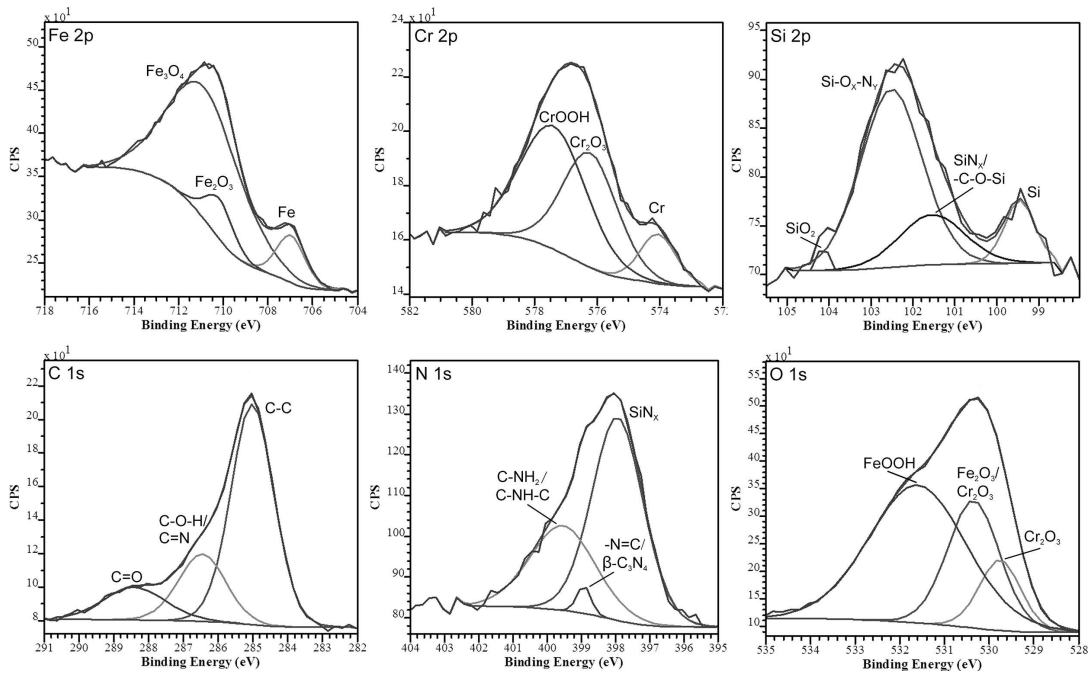 x 10¹
Fe 2p
Fe₃O₄
Fe₂O₃
Fe
CPS
48
42
36
30
24
718 716 714 712 710 708 706 704
Binding Energy (eV)
x 10¹
Cr 2p
CrOOH
Cr₂O₃
Cr
CPS
22
20
18
16
14
582 580 578 576 574 57.
Binding Energy (eV)
Si 2p
Si-Oₓ-Nᵧ
SiNₓ/
-C-O-Si
Si
SiO₂
CPS
95
90
85
80
75
70
105 104 103 102 101 100 99
Binding Energy (eV)
x 10¹
C 1s
C-C
C-O-H/
C=N
C=O
CPS
22
20
18
16
14
12
10
8
291 290 289 288 287 286 285 284 283 282
Binding Energy (eV)
N 1s
SiNₓ
C-NH₂/
C-NH-C
-N=C/
β-C₃N₄
CPS
140
130
120
110
100
90
80
404 403 402 401 400 399 398 397 396 395
Binding Energy (eV)
x 10¹
O 1s
FeOOH
Fe₂O₃/
Cr₂O₃
Cr₂O₃
CPS
55
50
45
40
35
30
25
20
15
10
535 534 533 532 531 530 529 528
Binding Energy (eV)